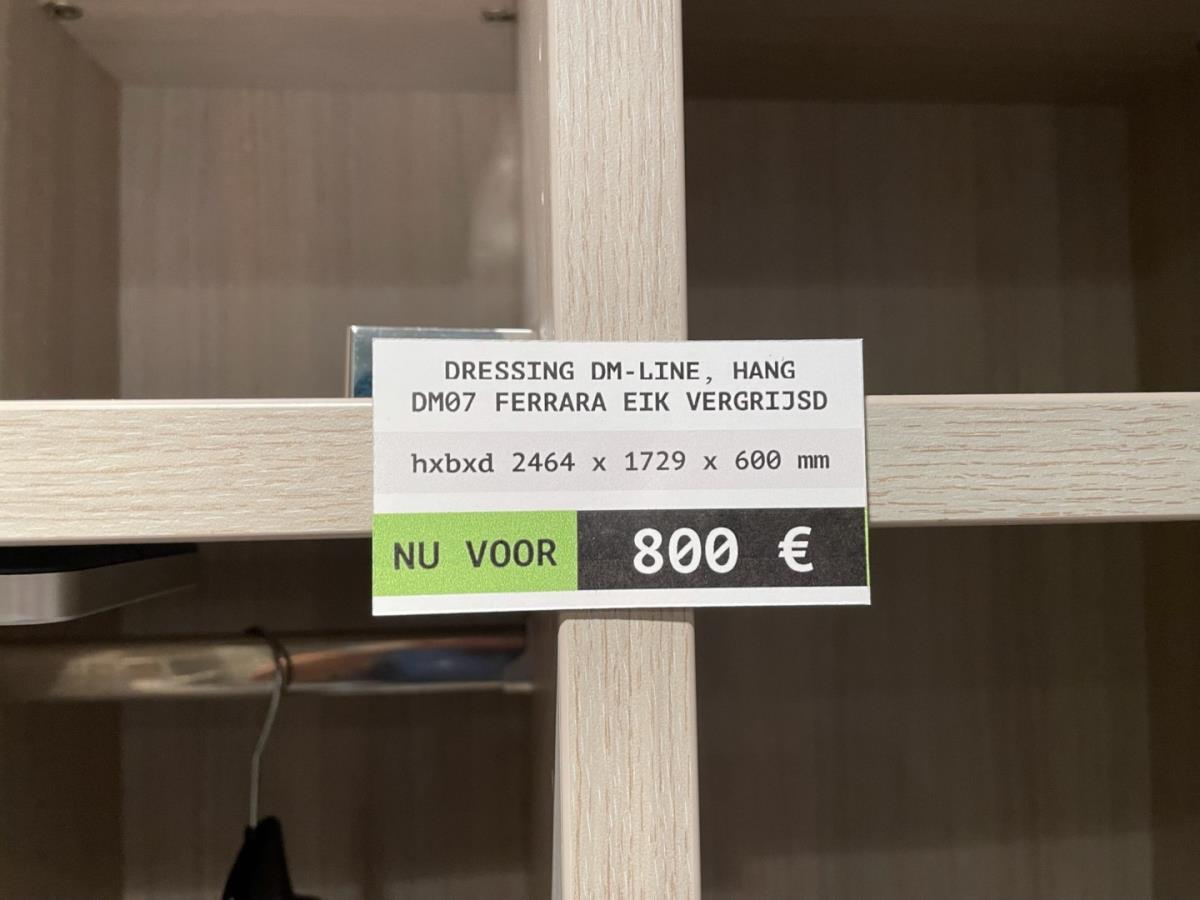 DRESSING DM-LINE, HANG
DM07 FERRARA EIK VERGRIJSD
hxbxd 2464 x 1729 x 600 mm
NU VOOR 800 €